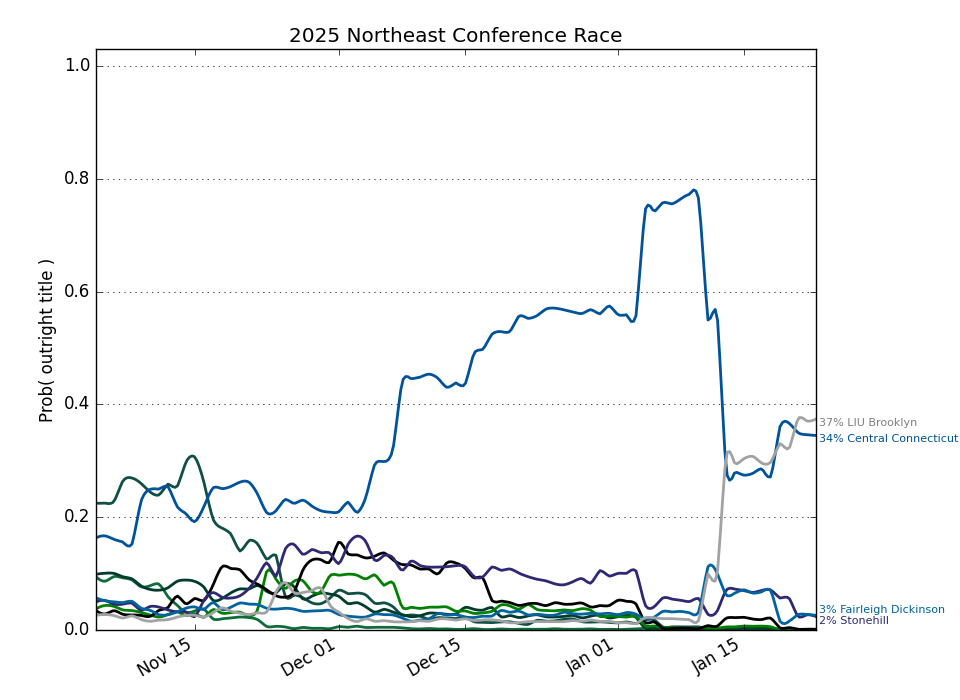 2025 Northeast Conference Race
Prob( outright title )
1.0
0.8
0.6
0.4
0.2
0.0
Nov 15
Dec 01
Dec 15
Jan 01
Jan 15
37% LIU Brooklyn
34% Central Connecticut
3% Fairleigh Dickinson
2% Stonehill